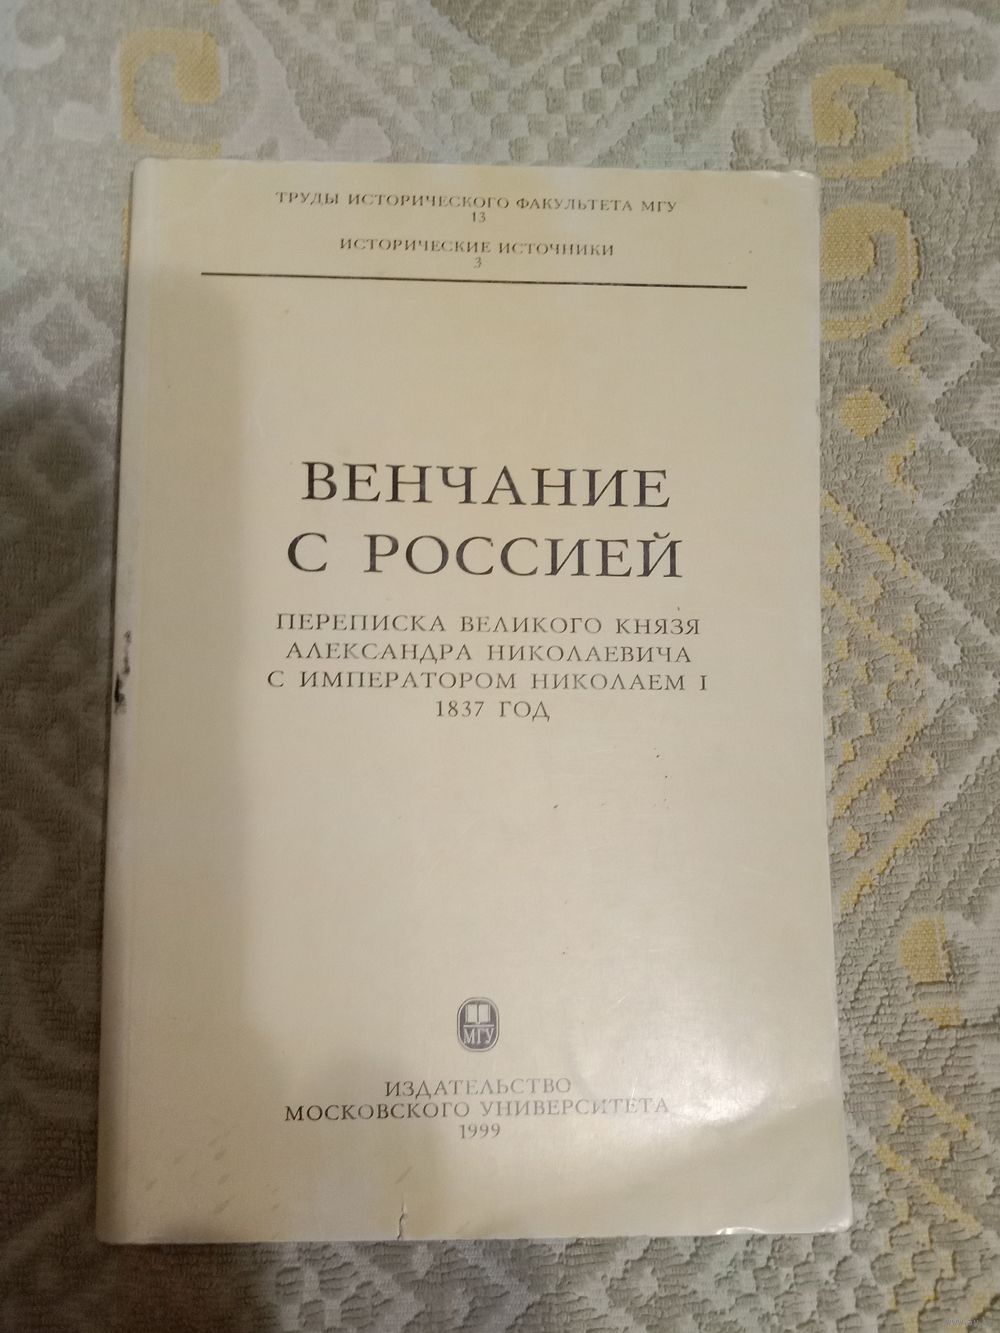 ТРУДЫ ИСТОРИЧЕСКОГО ФАКУЛЬТЕТА МГУ
13
ИСТОРИЧЕСКИЕ ИСТОЧНИКИ
3
ВЕНЧАНИЕ
С РОССИЕЙ
ПЕРЕПИСКА ВЕЛИКОГО КНЯЗЯ
АЛЕКСАНДРА НИКОЛАЕВИЧА
С ИМПЕРАТОРОМ НИКОЛАЕМ I
1837 ГОД
МГУ
ИЗДАТЕЛЬСТВО
МОСКОВСКОГО УНИВЕРСИТЕТА
1999